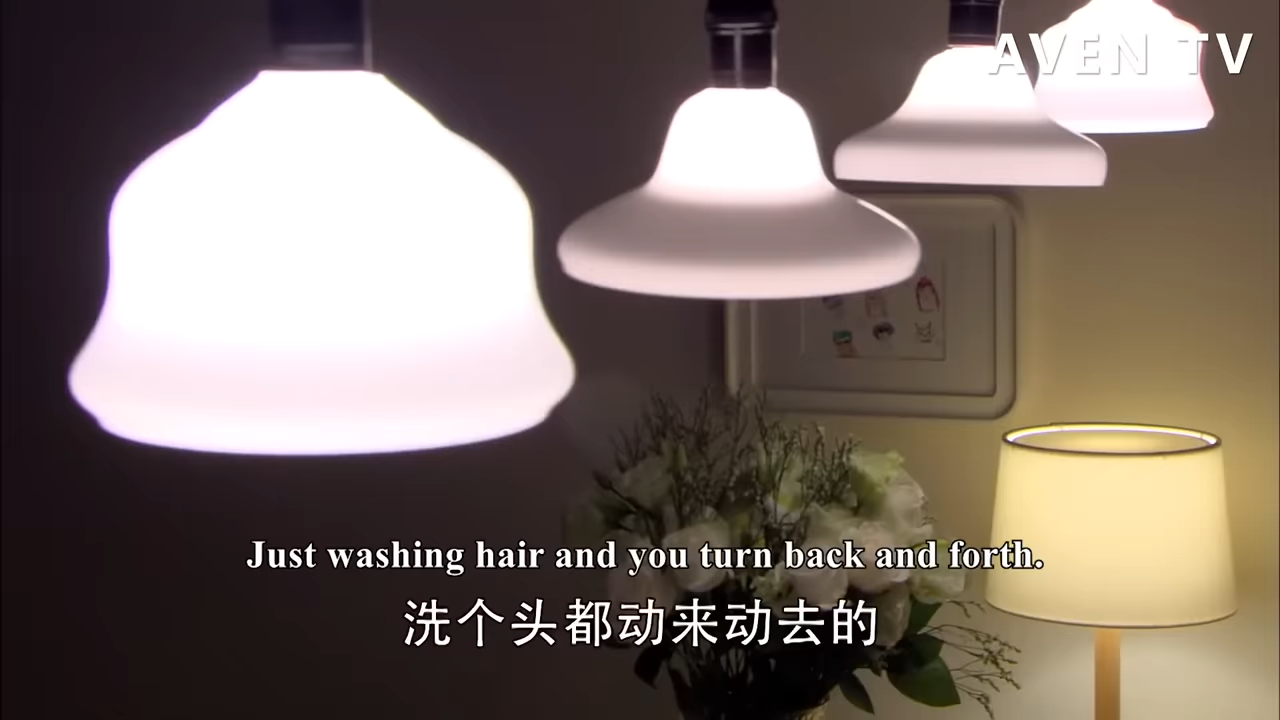 AVEN TV
Just washing hair and you turn back and forth.
洗个头都动来动去的